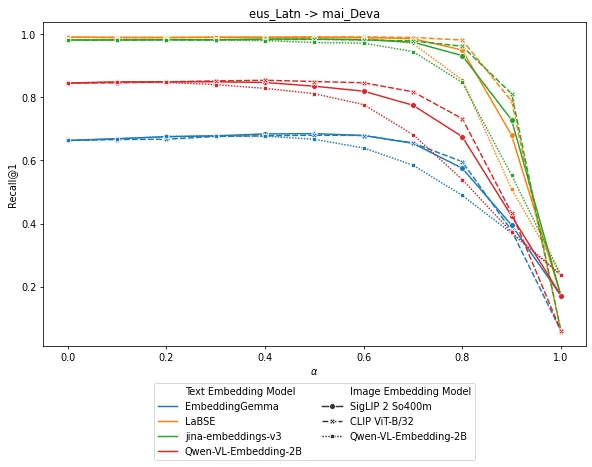 eus_Latn -> mai_Deva
Recall@1
1.0
0.8
0.6
0.4
0.2
0.0 0.2 0.4 0.6 0.8 1.0
α
Text Embedding Model
EmbeddingGemma
LaBSE
jina-embeddings-v3
Qwen-VL-Embedding-2B
Image Embedding Model
SigLIP 2 So400m
CLIP ViT-B/32
Qwen-VL-Embedding-2B